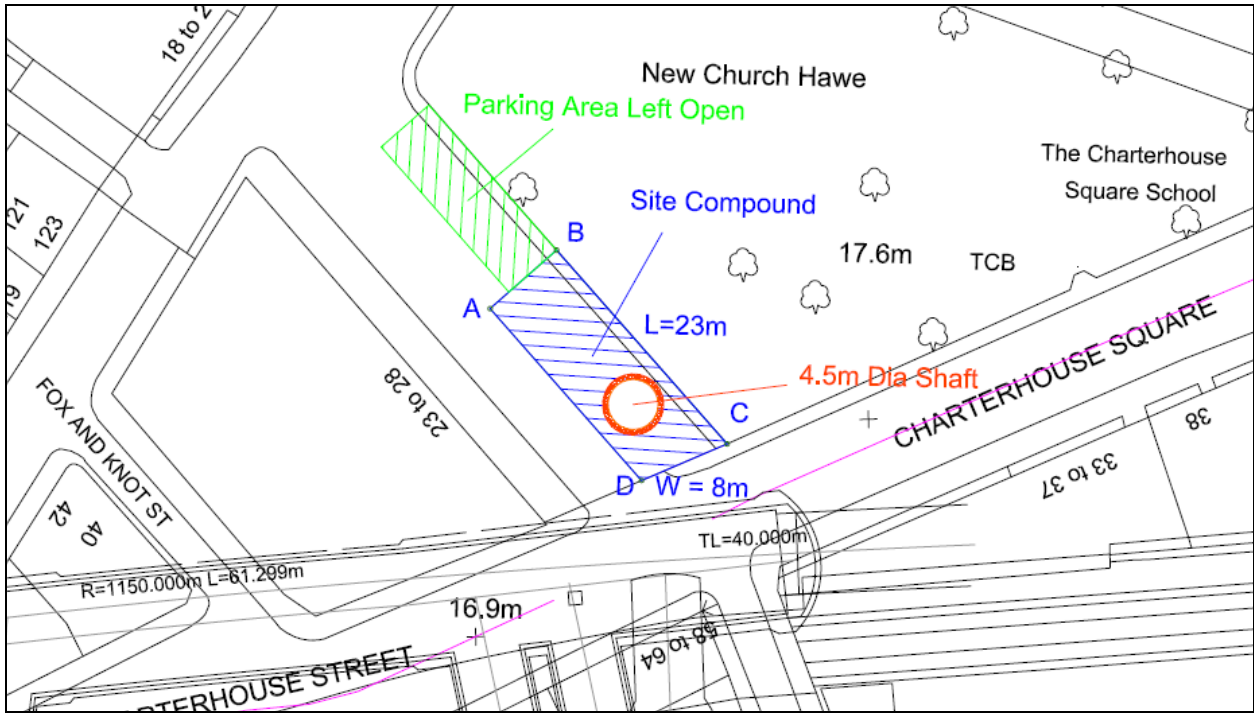 18 to 2
New Church Hawe
Parking Area Left Open
The Charterhouse
Square School
121
123
Site Compound
B
17.6m
TCB
A
L=23m
79
4.5m Dia Shaft
CHARTERHOUSE SQUARE
FOX AND KNOT ST
23 to 28
C
38
33 to 37
D
W = 8m
42
40
TL=40.000m
R=1150.000m L=61.299m
16.9m
58 to 64
ARTERHOUSE STREET